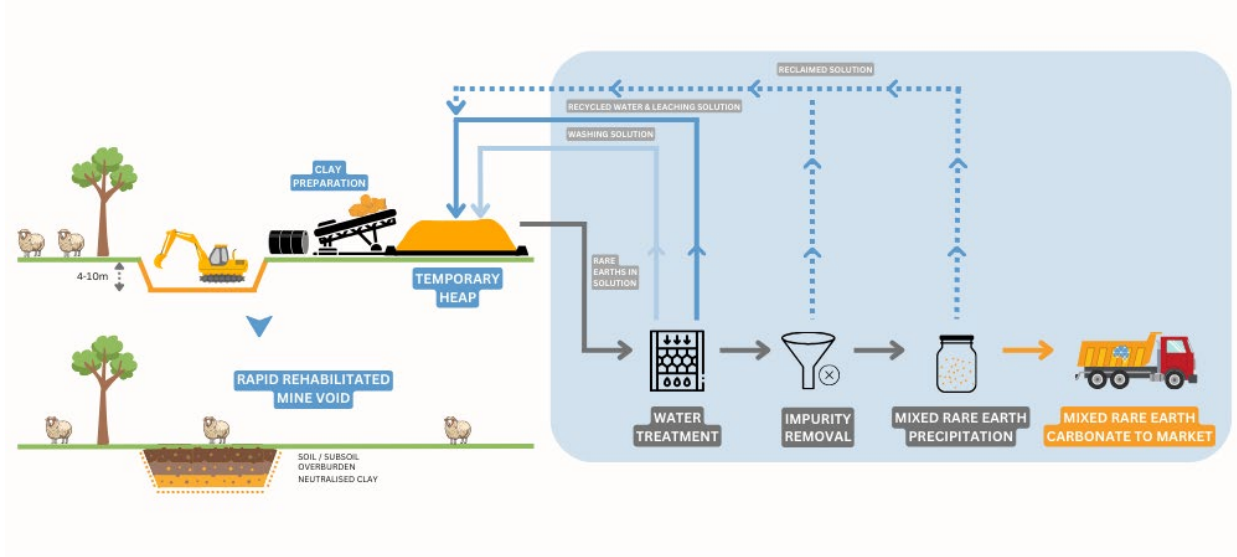 RECLAIMED SOLUTION
RECYCLED WATER & LEACHING SOLUTION
WASHING SOLUTION
CLAY
PREPARATION
4-10m
TEMPORARY
HEAP
RARE
EARTHS IN
SOLUTION
RAPID REHABILITATED
MINE VOID
WATER
TREATMENT
IMPURITY
REMOVAL
MIXED RARE EARTH
PRECIPITATION
MIXED RARE EARTH
CARBONATE TO MARKET
SOIL / SUBSOIL
OVERBURDEN
NEUTRALISED CLAY